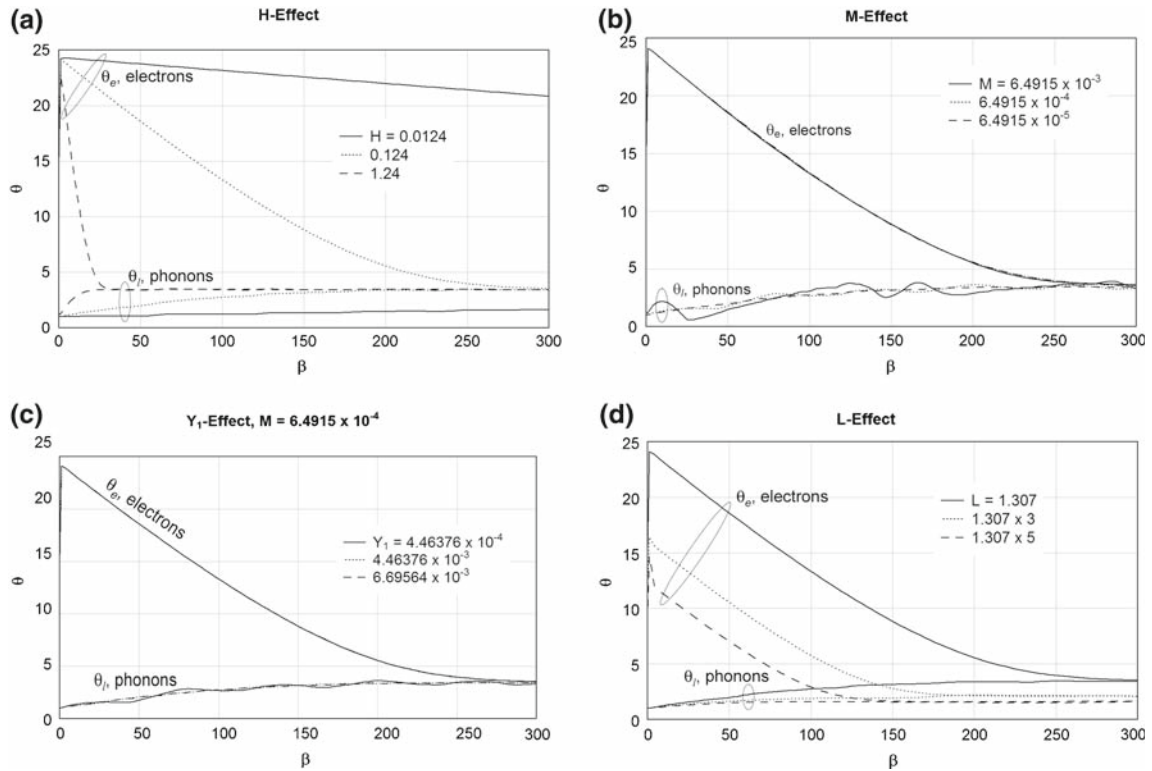 (a)
H-Effect
25
20
15
10
5
0
θ
θe, electrons
H = 0.0124
0.124
1.24
θl, phonons
0 50 100 150 200 250 300
β
(b)
M-Effect
25
20
15
10
5
0
θ
M = 6.4915 x 10⁻³
6.4915 x 10⁻⁴
6.4915 x 10⁻⁵
θe, electrons
θl, phonons
0 50 100 150 200 250 300
β
(c)
Y₁-Effect, M = 6.4915 x 10⁻⁴
25
20
15
10
5
0
θ
θe, electrons
Y₁ = 4.46376 x 10⁻⁴
4.46376 x 10⁻³
6.69564 x 10⁻³
θl, phonons
0 50 100 150 200 250 300
β
(d)
L-Effect
25
20
15
10
5
0
θ
θe, electrons
L = 1.307
1.307 x 3
1.307 x 5
θl, phonons
0 50 100 150 200 250 300
β